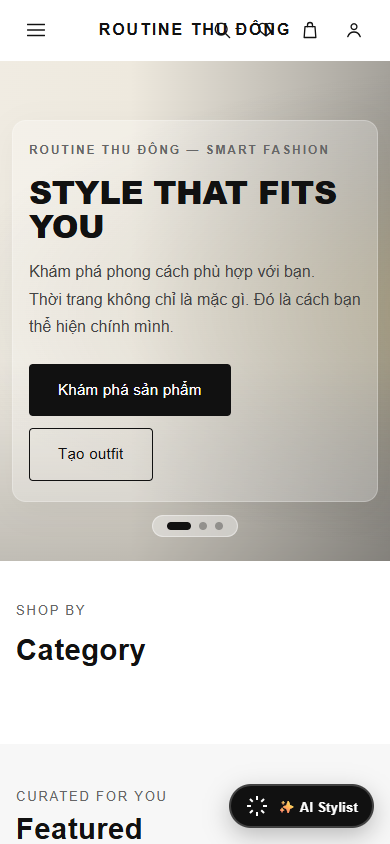 ROUTINE THU ĐÔNG
ROUTINE THU ĐÔNG — SMART FASHION
STYLE THAT FITS
YOU
Khám phá phong cách phù hợp với bạn.
Thời trang không chỉ là mặc gì. Đó là cách bạn
thể hiện chính mình.
Khám phá sản phẩm
Tạo outfit
SHOP BY
Category
CURATED FOR YOU
Featured
✨ AI Stylist